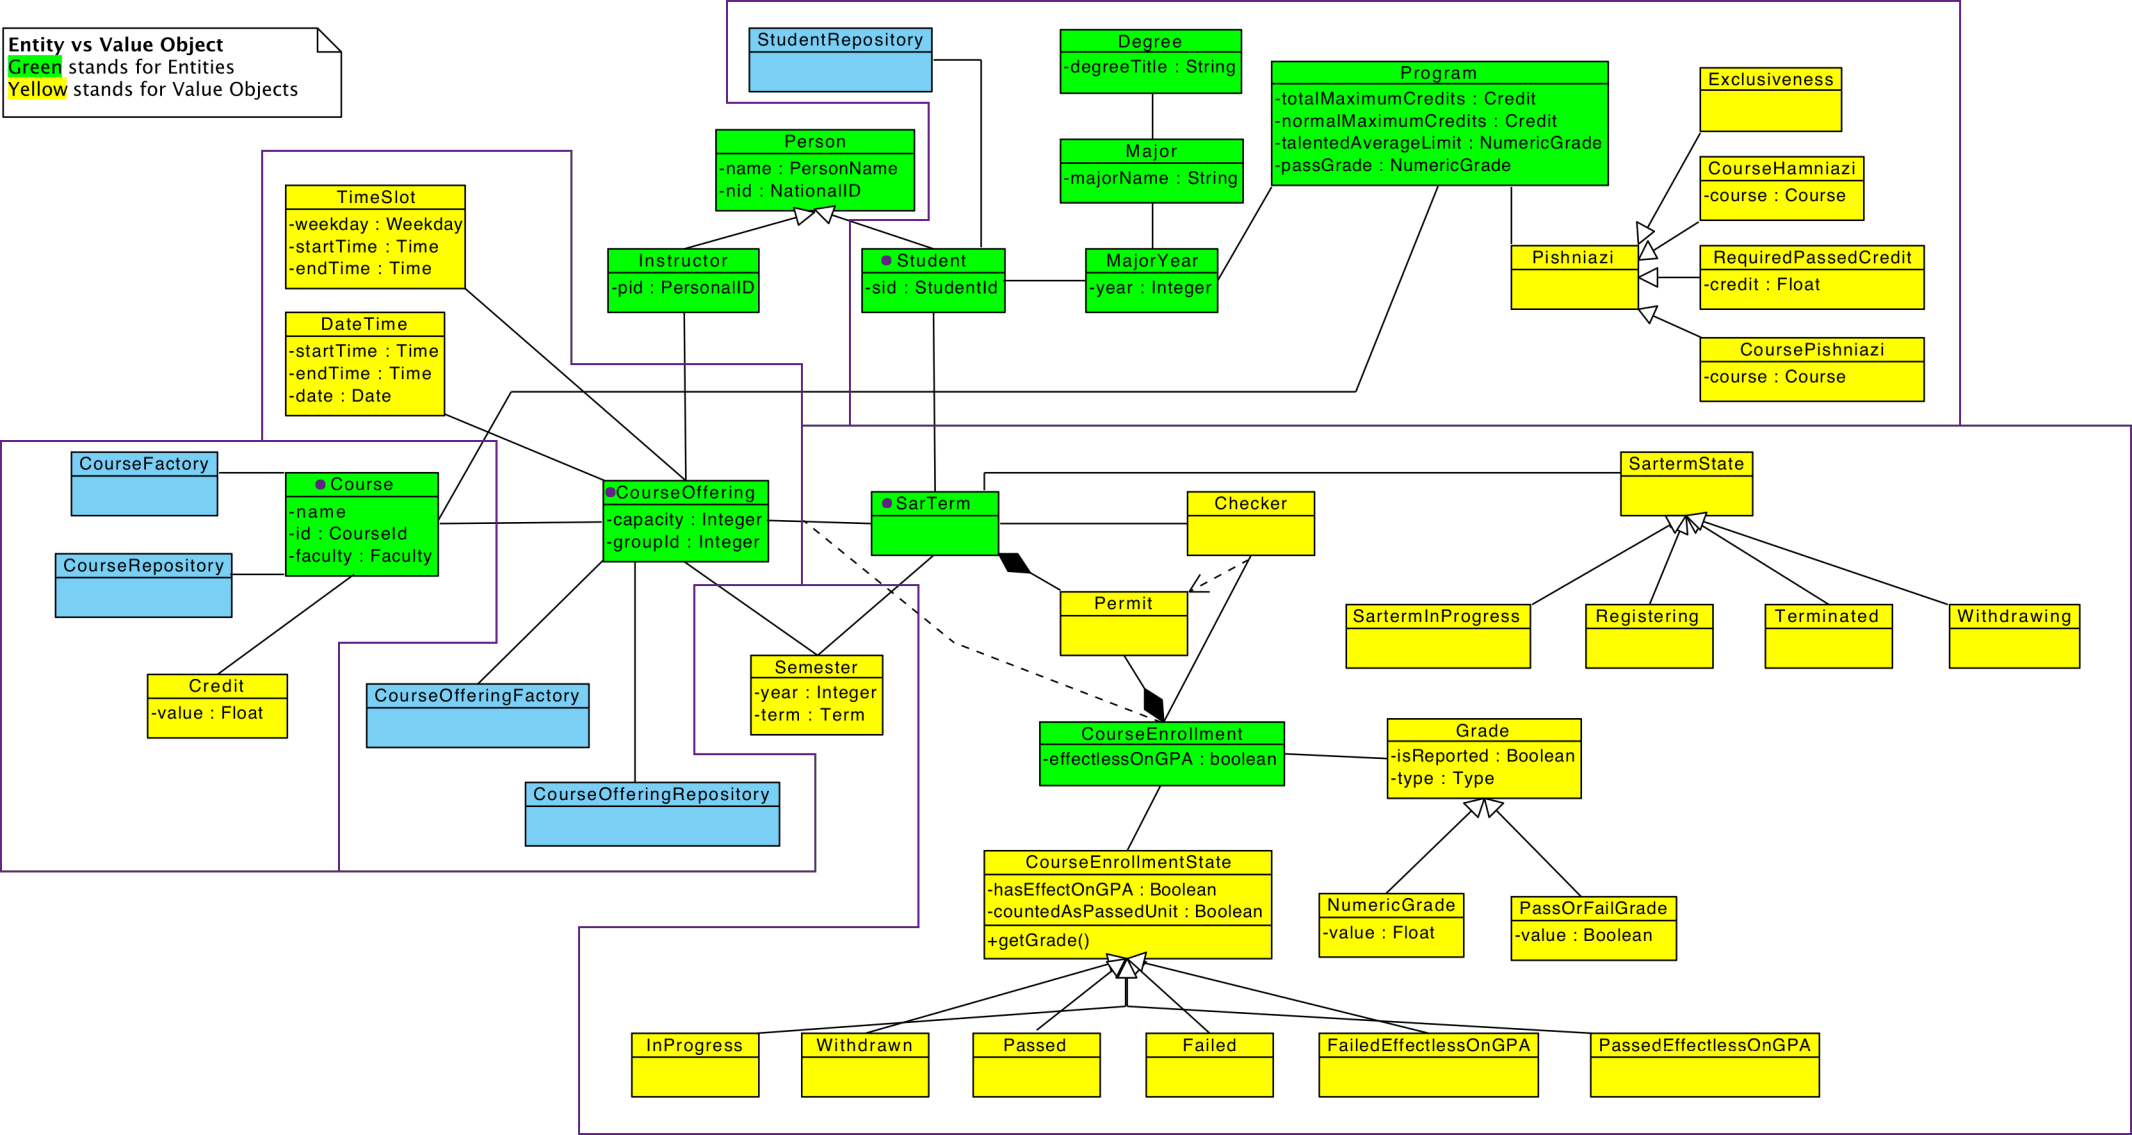 Entity vs Value Object
Green stands for Entities
Yellow stands for Value Objects
StudentRepository
Degree
-degreeTitle : String
Program
-totalMaximumCredits : Credit
-normalMaximumCredits : Credit
-talentedAverageLimit : NumericGrade
-passGrade : NumericGrade
Exclusiveness
Person
-name : PersonName
-nid : NationalID
Major
-majorName : String
CourseHamniazi
-course : Course
TimeSlot
-weekday : Weekday
-startTime : Time
-endTime : Time
Instructor
-pid : PersonalID
Student
-sid : StudentId
MajorYear
-year : Integer
Pishniazi
RequiredPassedCredit
-credit : Float
DateTime
-startTime : Time
-endTime : Time
-date : Date
CoursePishniazi
-course : Course
CourseFactory
Course
-name
-id : CourseId
-faculty : Faculty
CourseOffering
-capacity : Integer
-groupId : Integer
SarTerm
Checker
SartermState
CourseRepository
Permit
SartermInProgress
Registering
Terminated
Withdrawing
Credit
-value : Float
CourseOfferingFactory
Semester
-year : Integer
-term : Term
CourseEnrollment
-effectlessOnGPA : boolean
Grade
-isReported : Boolean
-type : Type
CourseOfferingRepository
CourseEnrollmentState
-hasEffectOnGPA : Boolean
-countedAsPassedUnit : Boolean
+getGrade()
NumericGrade
-value : Float
PassOrFailGrade
-value : Boolean
InProgress
Withdrawn
Passed
Failed
FailedEffectlessOnGPA
PassedEffectlessOnGPA